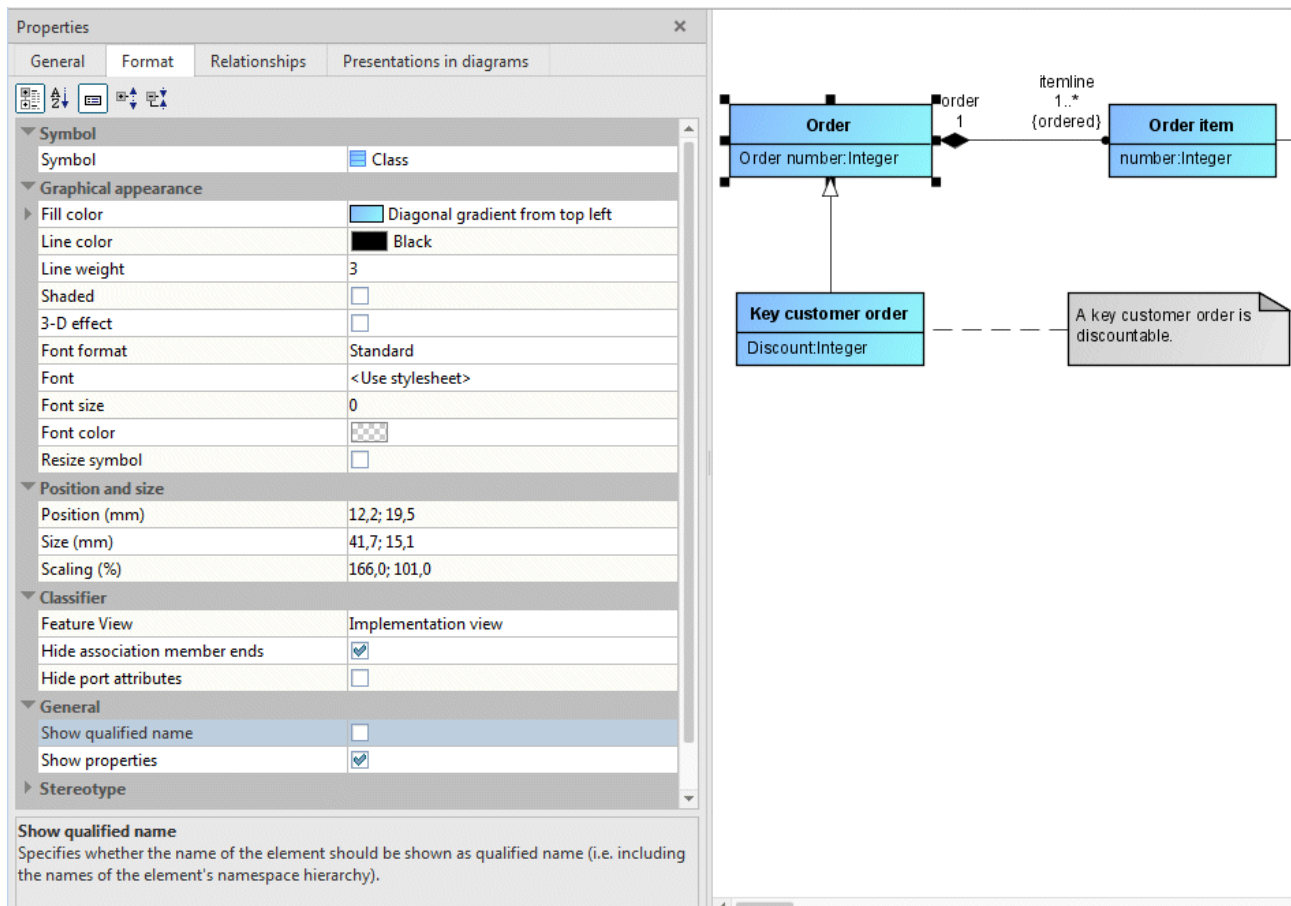 Properties
General Format Relationships Presentations in diagrams
Symbol
Symbol Class
Graphical appearance
Fill color Diagonal gradient from top left
Line color Black
Line weight 3
Shaded
3-D effect
Font format Standard
Font <Use stylesheet>
Font size 0
Font color
Resize symbol
Position and size
Position (mm) 12,2; 19,5
Size (mm) 41,7; 15,1
Scaling (%) 166,0; 101,0
Classifier
Feature View Implementation view
Hide association member ends
Hide port attributes
General
Show qualified name
Show properties
Stereotype
Show qualified name
Specifies whether the name of the element should be shown as qualified name (i.e. including
the names of the element's namespace hierarchy).
Order
Order number:Integer
order
1
itemline
1..*
{ordered}
Order item
number:Integer
Key customer order
Discount:Integer
A key customer order is
discountable.